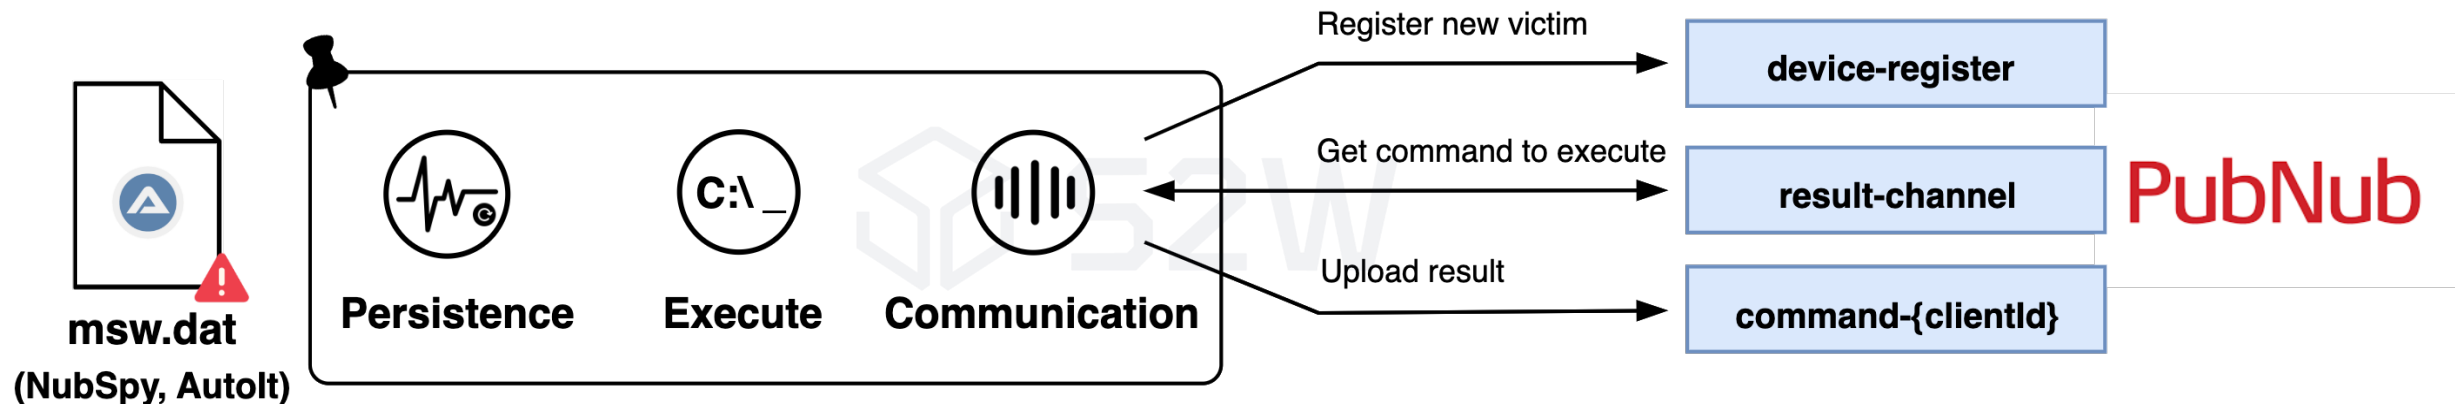 msw.dat
(NubSpy, AutoIt)
C:\ _
Persistence
Execute
Communication
S2W
Register new victim
Get command to execute
Upload result
device-register
result-channel
command-{clientId}
PubNub